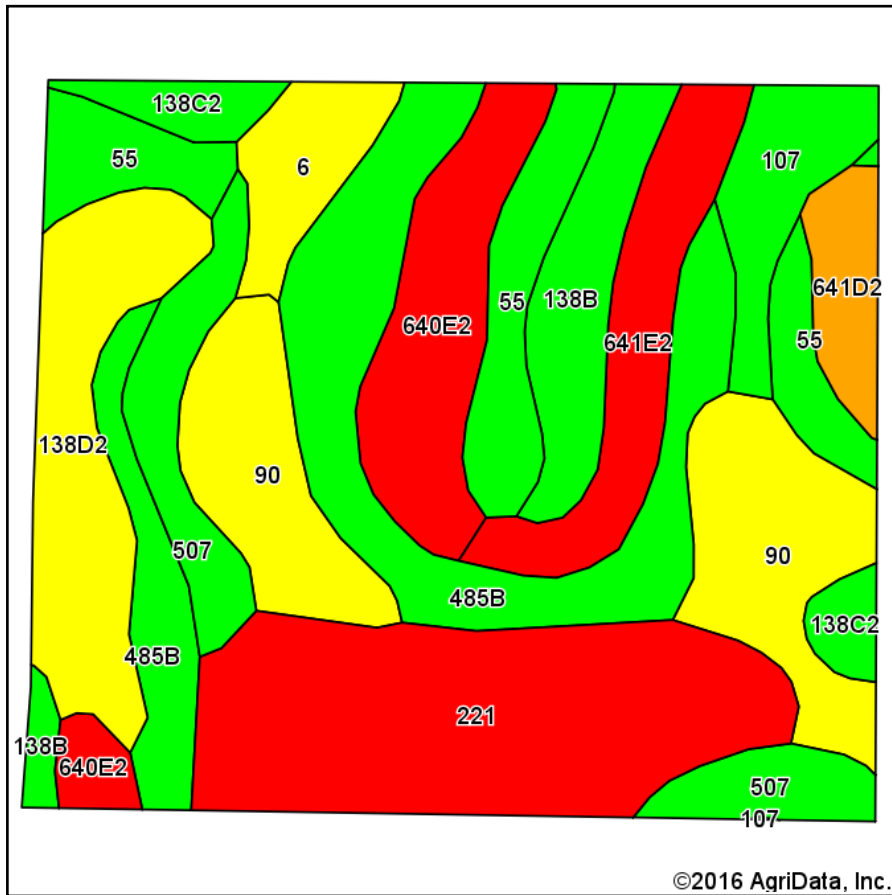 138C2
55
6
107
641D2
55
138B
640E2
641E2
55
138D2
90
507
90
485B
138C2
485B
221
138B
640E2
507
107
©2016 AgriData, Inc.